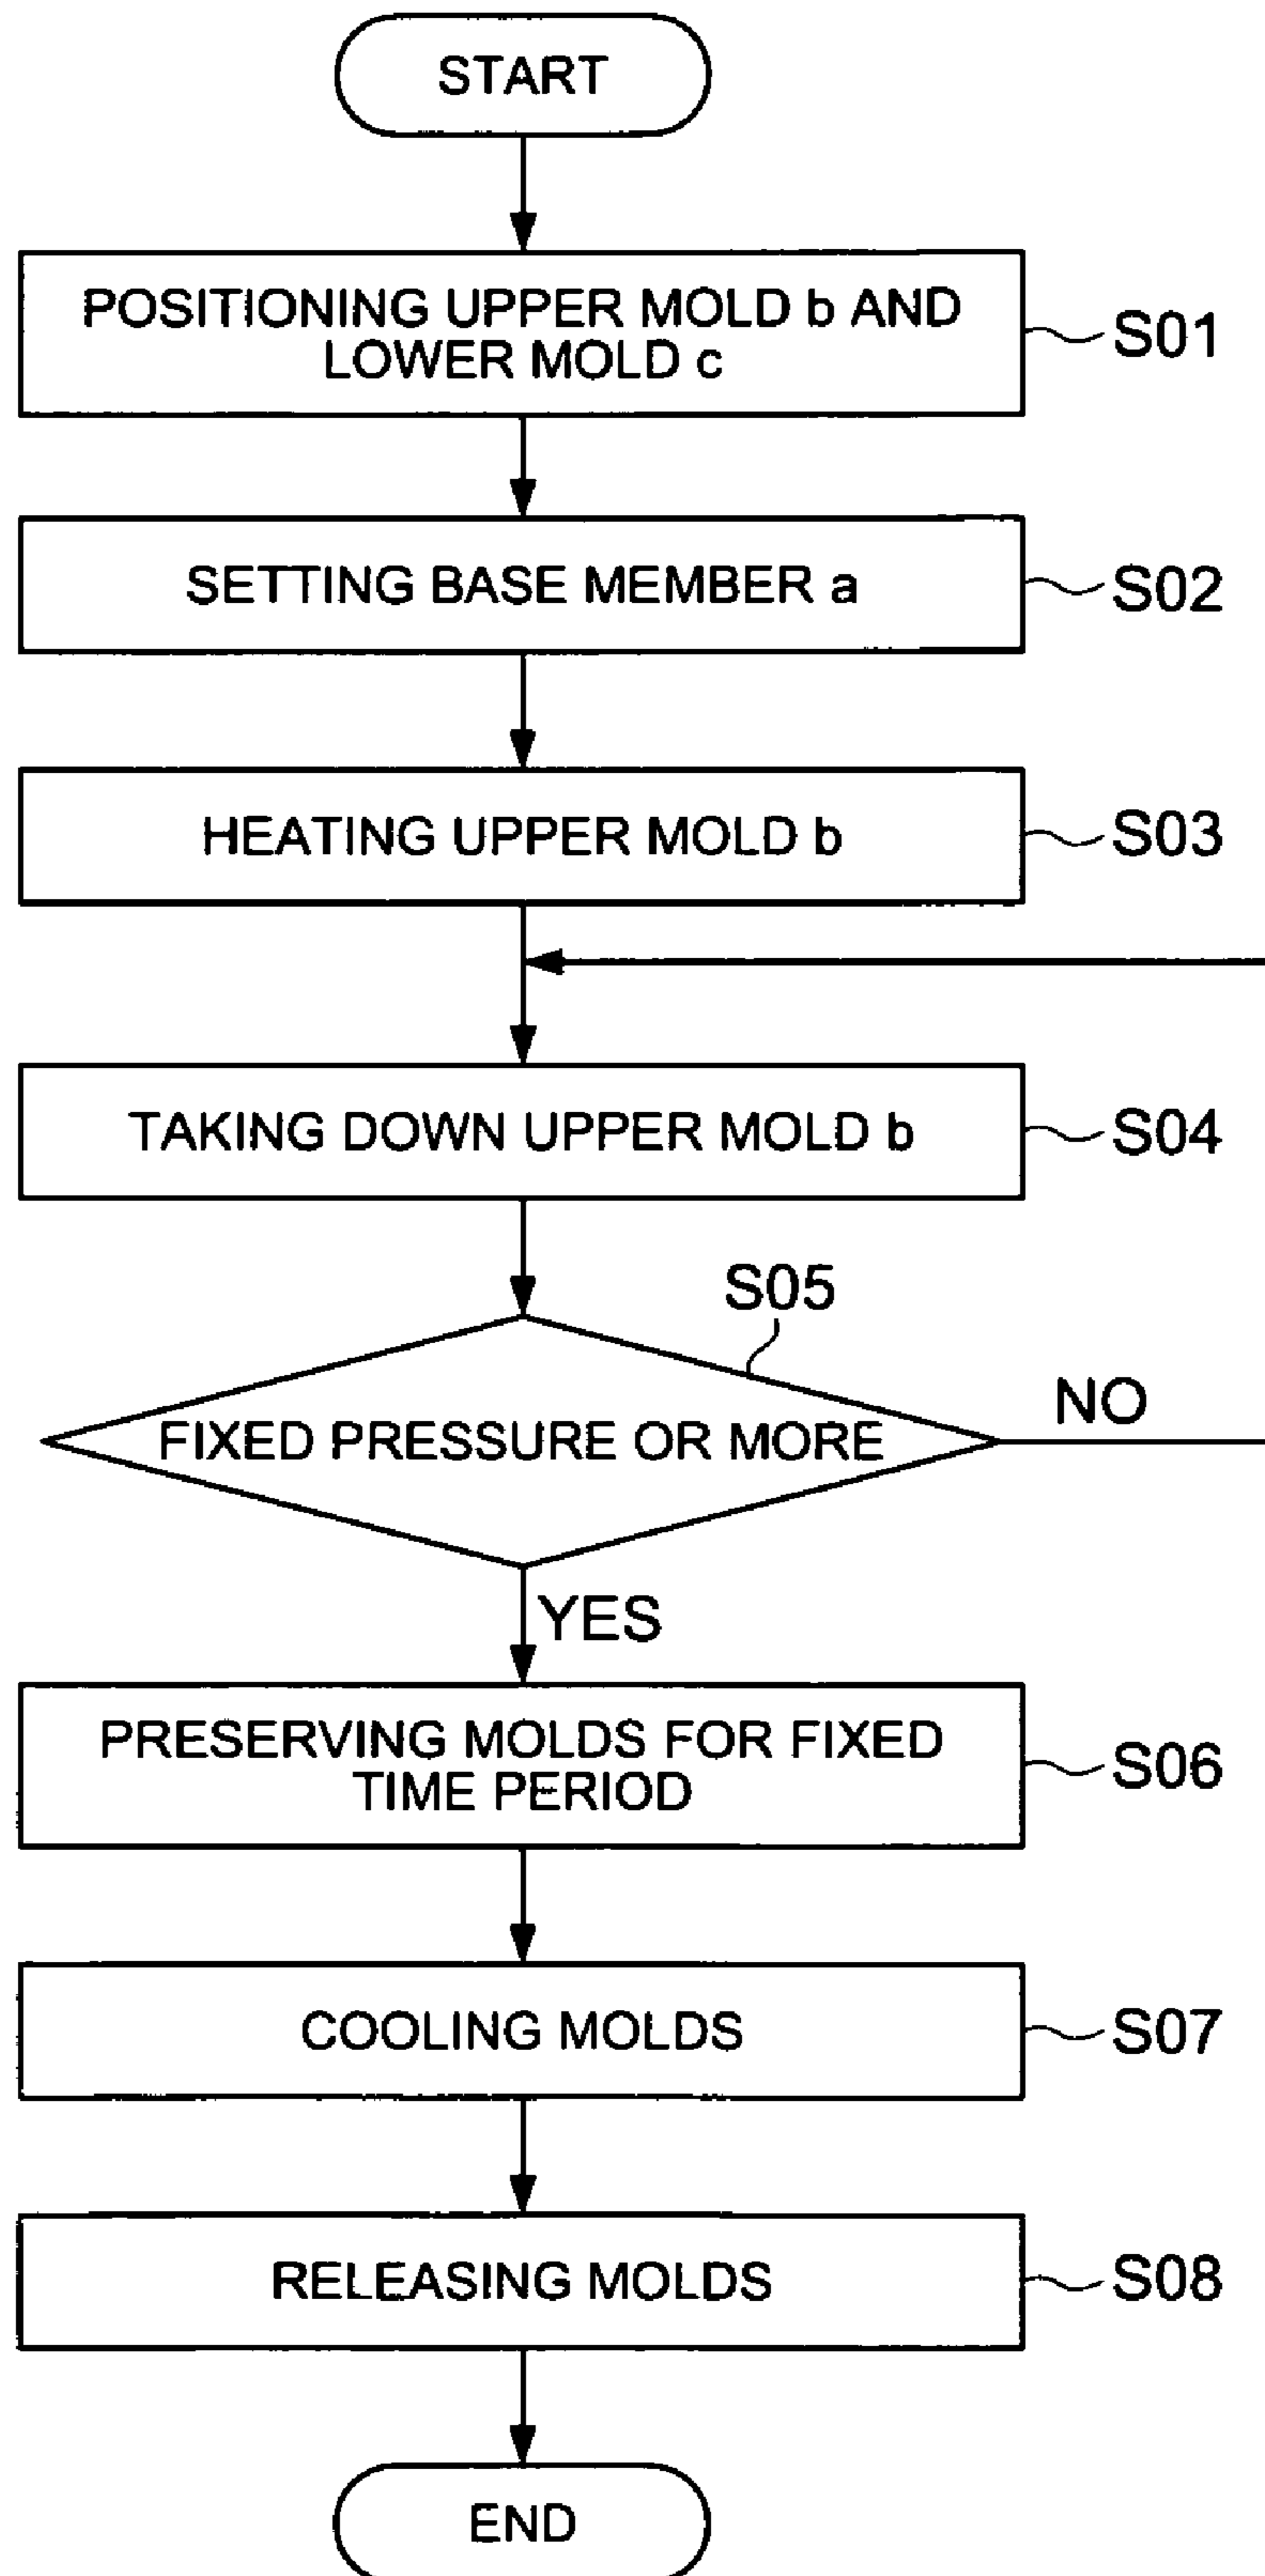 START
POSITIONING UPPER MOLD b AND
LOWER MOLD c
S01
SETTING BASE MEMBER a
S02
HEATING UPPER MOLD b
S03
TAKING DOWN UPPER MOLD b
S04
S05
FIXED PRESSURE OR MORE
NO
YES
PRESERVING MOLDS FOR FIXED
TIME PERIOD
S06
COOLING MOLDS
S07
RELEASING MOLDS
S08
END